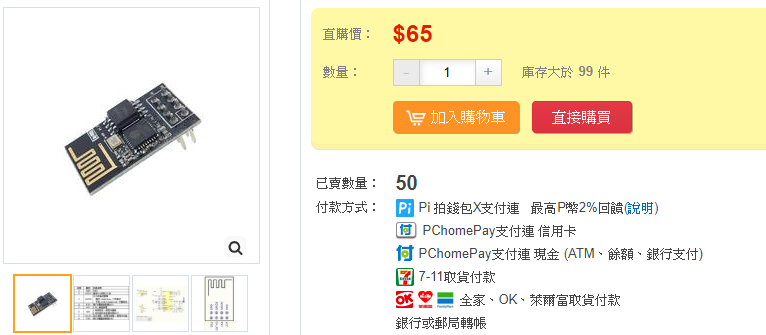 直購價： $65
數量： - 1 + 庫存大於 99 件
加入購物車 直接購買
已賣數量： 50
付款方式： Pi Pi 拍錢包X支付連 最高P幣2%回饋(說明)
付 PChomePay支付連 信用卡
付 PChomePay支付連 現金 (ATM、餘額、銀行支付)
7-11取貨付款
OK 全家、OK、萊爾富取貨付款
銀行或郵局轉帳